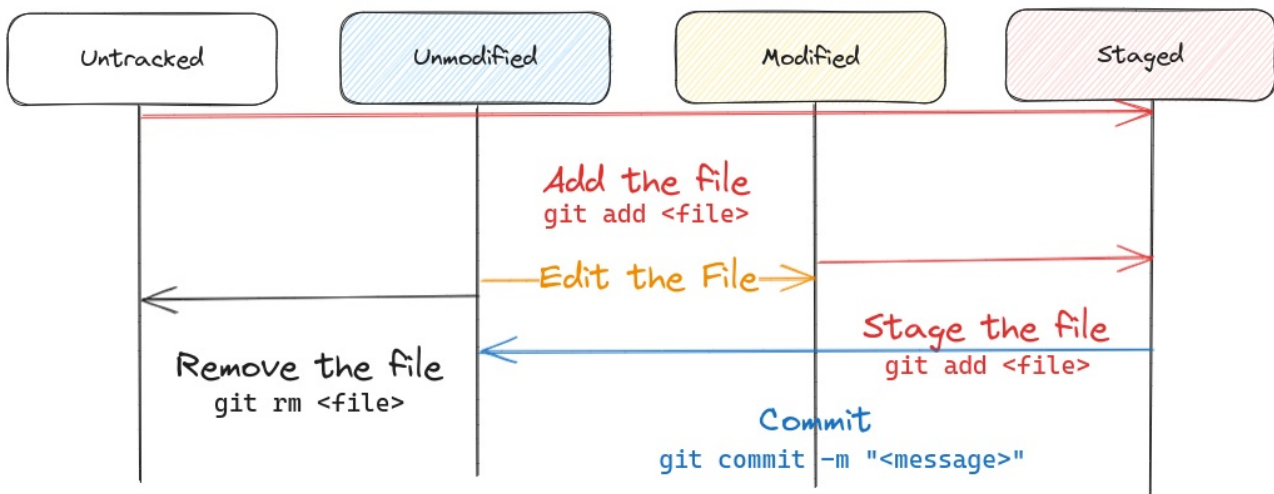 Untracked
Unmodified
Modified
Staged
Add the file
git add <file>
Edit the File
Stage the file
git add <file>
Remove the file
git rm <file>
Commit
git commit -m "<message>"